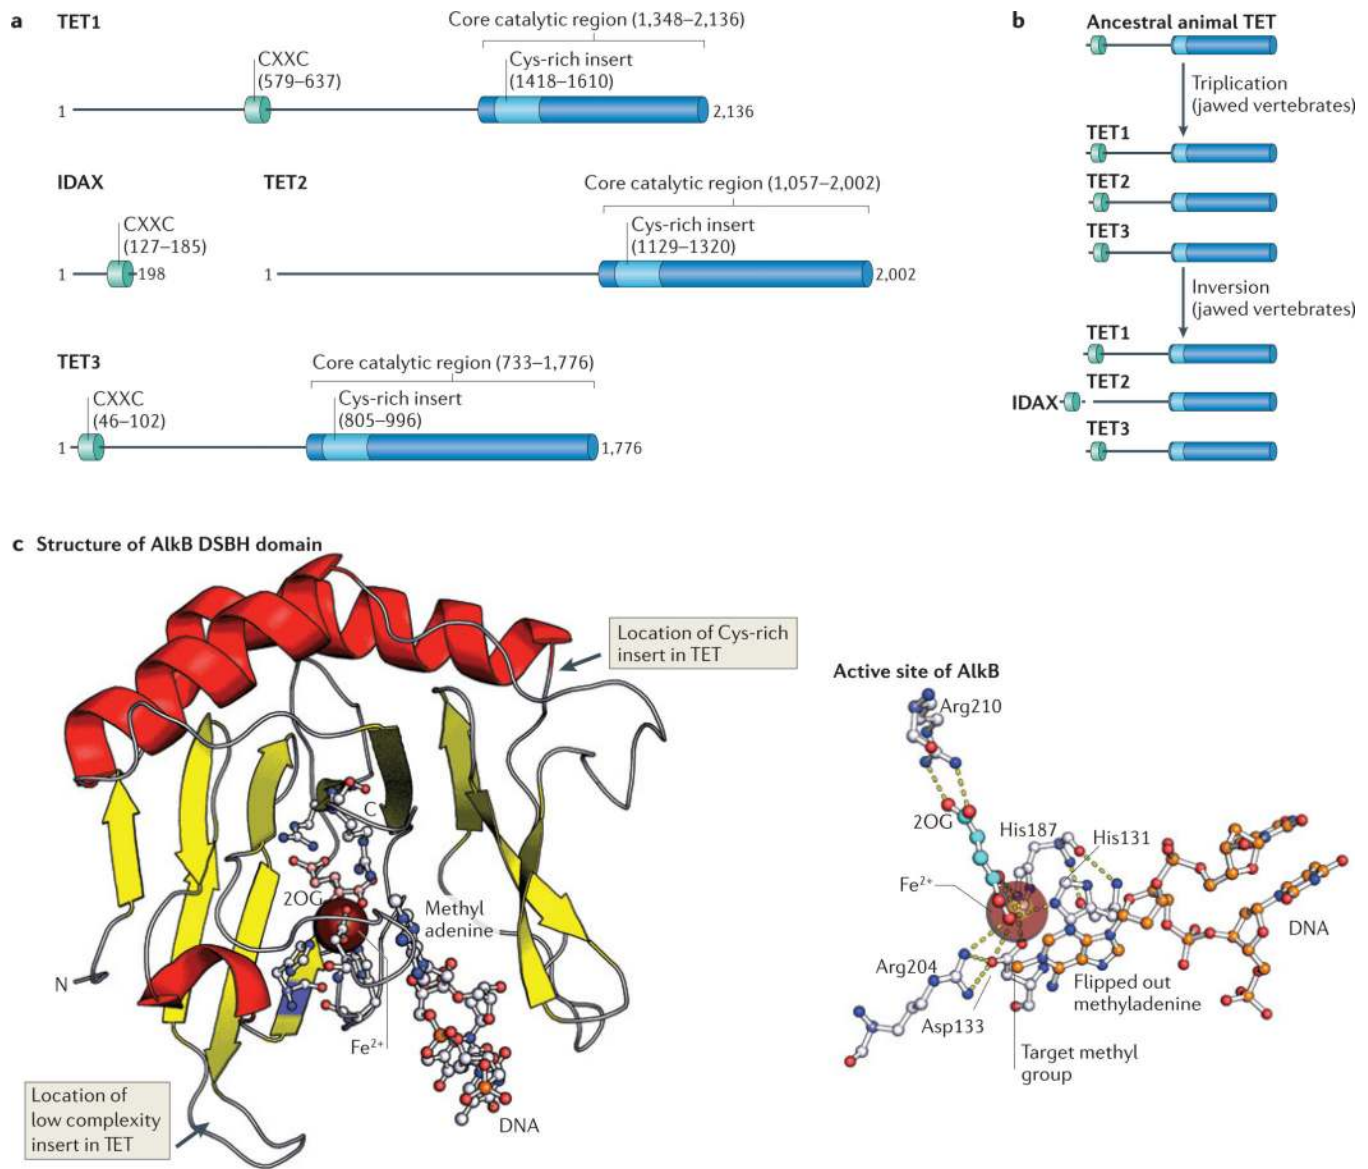 a TET1
Core catalytic region (1,348–2,136)
CXXC
(579–637)
Cys-rich insert
(1418–1610)
1
2,136
IDAX
CXXC
(127–185)
1
198
TET2
Core catalytic region (1,057–2,002)
Cys-rich insert
(1129–1320)
1
2,002
TET3
Core catalytic region (733–1,776)
CXXC
(46–102)
Cys-rich insert
(805–996)
1
1,776
b Ancestral animal TET
Triplication
(jawed vertebrates)
TET1
TET2
TET3
Inversion
(jawed vertebrates)
TET1
TET2
IDAX
TET3
c Structure of AlkB DSBH domain
Location of Cys-rich
insert in TET
C
2OG
Methyl
adenine
N
Fe²⁺
DNA
Location of
low complexity
insert in TET
Active site of AlkB
Arg210
2OG
His187
His131
Fe²⁺
DNA
Arg204
Flipped out
methyladenine
Asp133
Target methyl
group